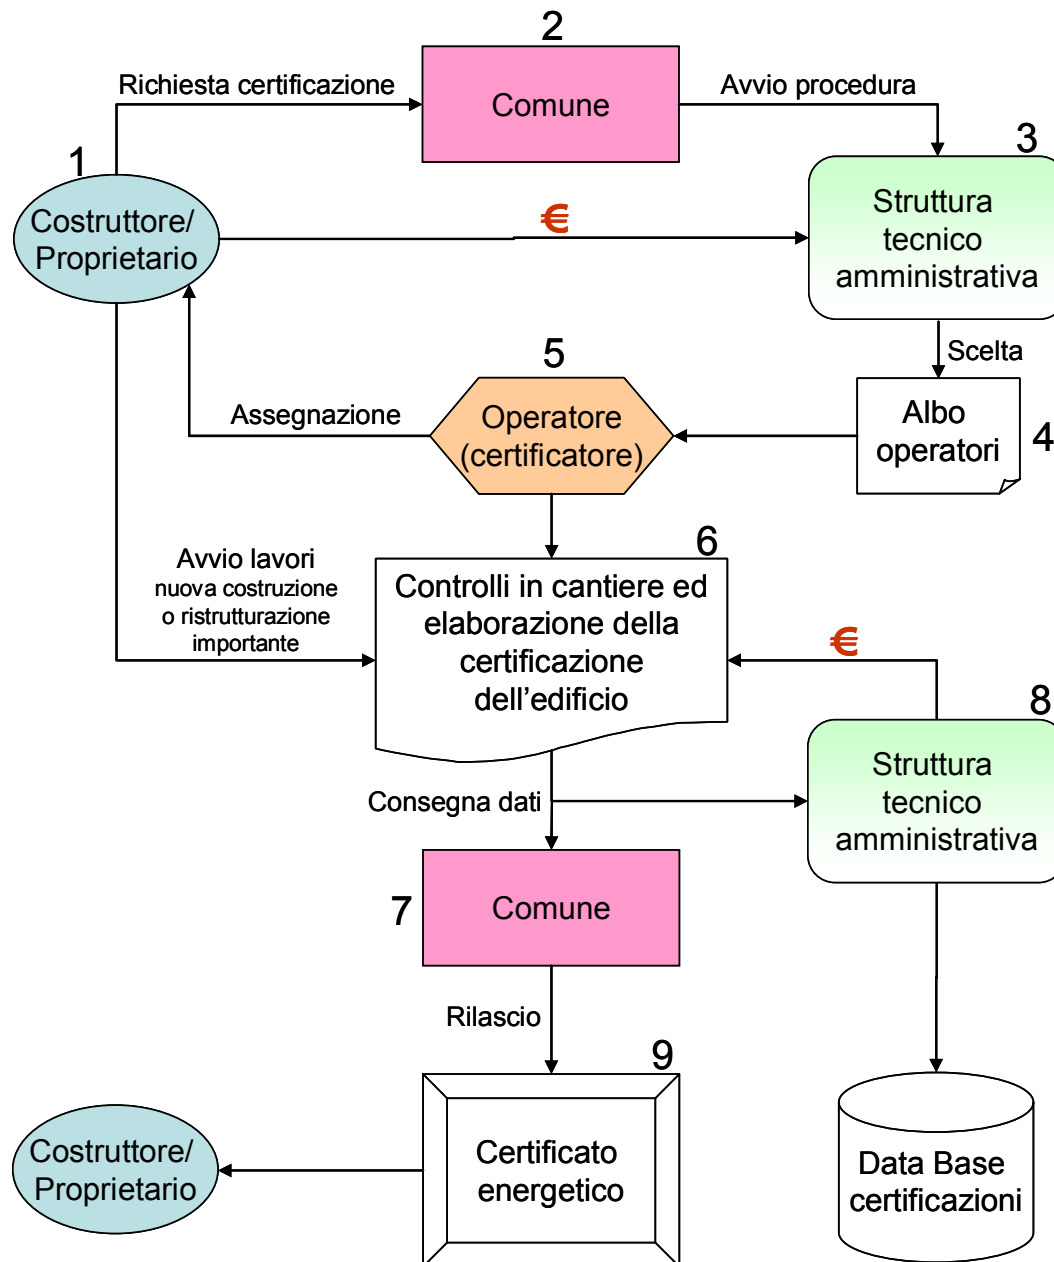 2
Richiesta certificazione
Comune
Avvio procedura
1
3
Costruttore/
Proprietario
€
Struttura
tecnico
amministrativa
Scelta
5
Assegnazione
Operatore
(certificatore)
Albo
operatori
4
6
Avvio lavori
nuova costruzione
o ristrutturazione
importante
Controlli in cantiere ed
elaborazione della
certificazione
dell'edificio
€
8
Struttura
tecnico
amministrativa
Consegna dati
7
Comune
Rilascio
9
Costruttore/
Proprietario
Certificato
energetico
Data Base
certificazioni